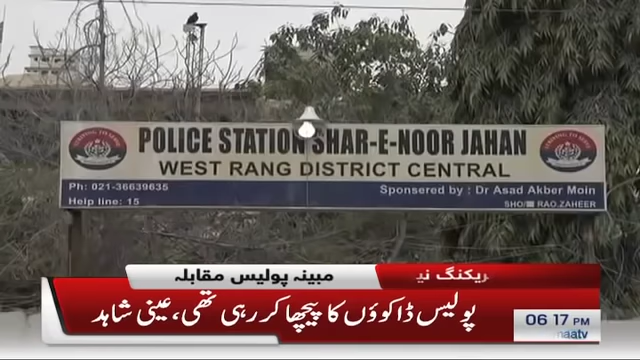 POLICE STATION SHAR-E-NOOR JAHAN
WEST RANG DISTRICT CENTRAL
Ph: 021-36639635
Sponsered by : Dr Asad Akber Moin
Help line: 15
SHO/ RAO.ZAHEER
مبینہ پولیس مقابلہ
ریکنگ نی
پولیس ڈاکوؤں کا پیچھا کر رہی تھی، عینی شاہد
06 17 PM
naatv